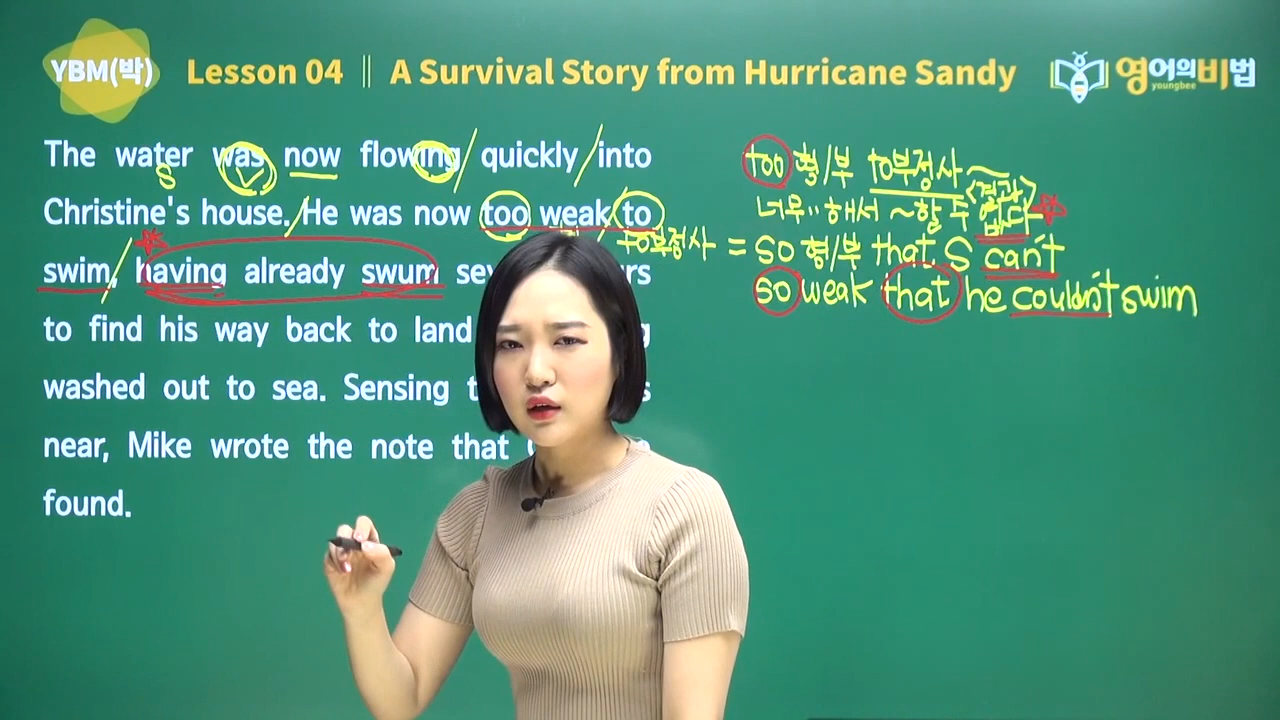 YBM(박)
Lesson 04 || A Survival Story from Hurricane Sandy
영어의비법
youngbee
The water was now flowing quickly into
S V
Christine's house. He was now too weak to
swim, having already swum
to find his way back to land
washed out to sea. Sensing
near, Mike wrote the note that
found.
too 형/부 to부정사
<결과>
너무.. 해서 ~할 수 없다
to부정사 = so 형/부 that S can't
so weak that he couldn't swim